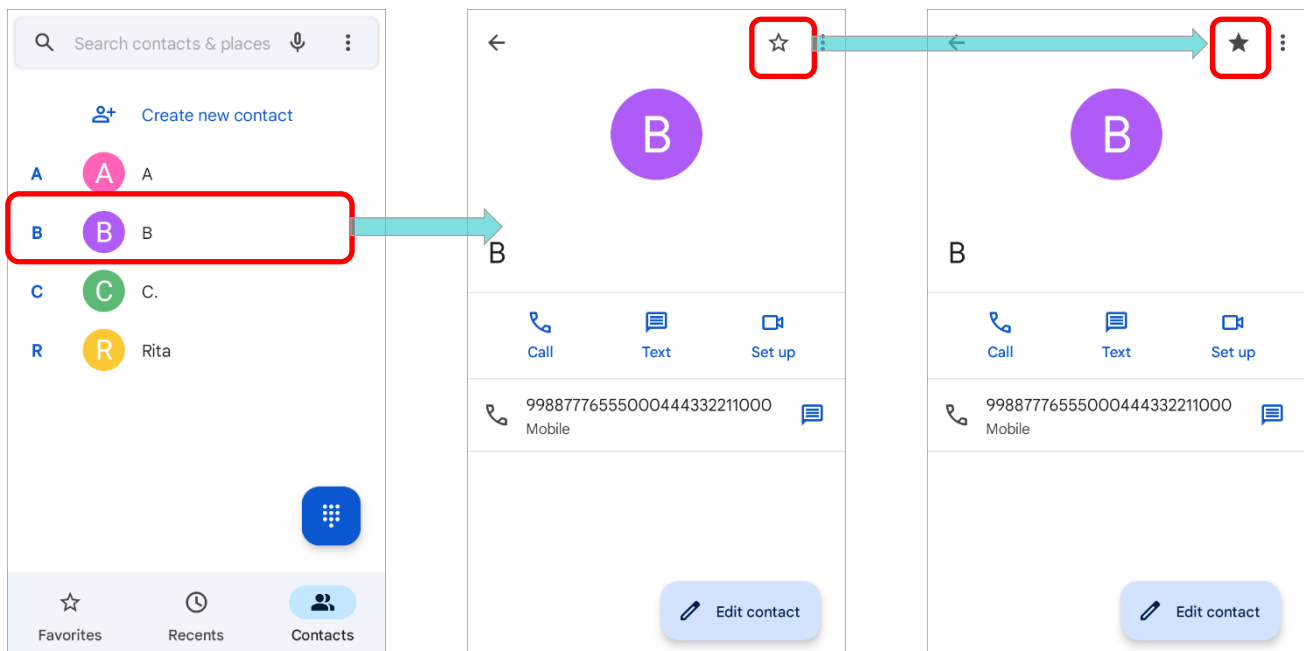 Search contacts & places
Create new contact
A A A
B B B
C C C.
R R Rita
Favorites Recents Contacts
B
B
Call Text Set up
99887776555000444332211000
Mobile
Edit contact
B
B
Call Text Set up
99887776555000444332211000
Mobile
Edit contact